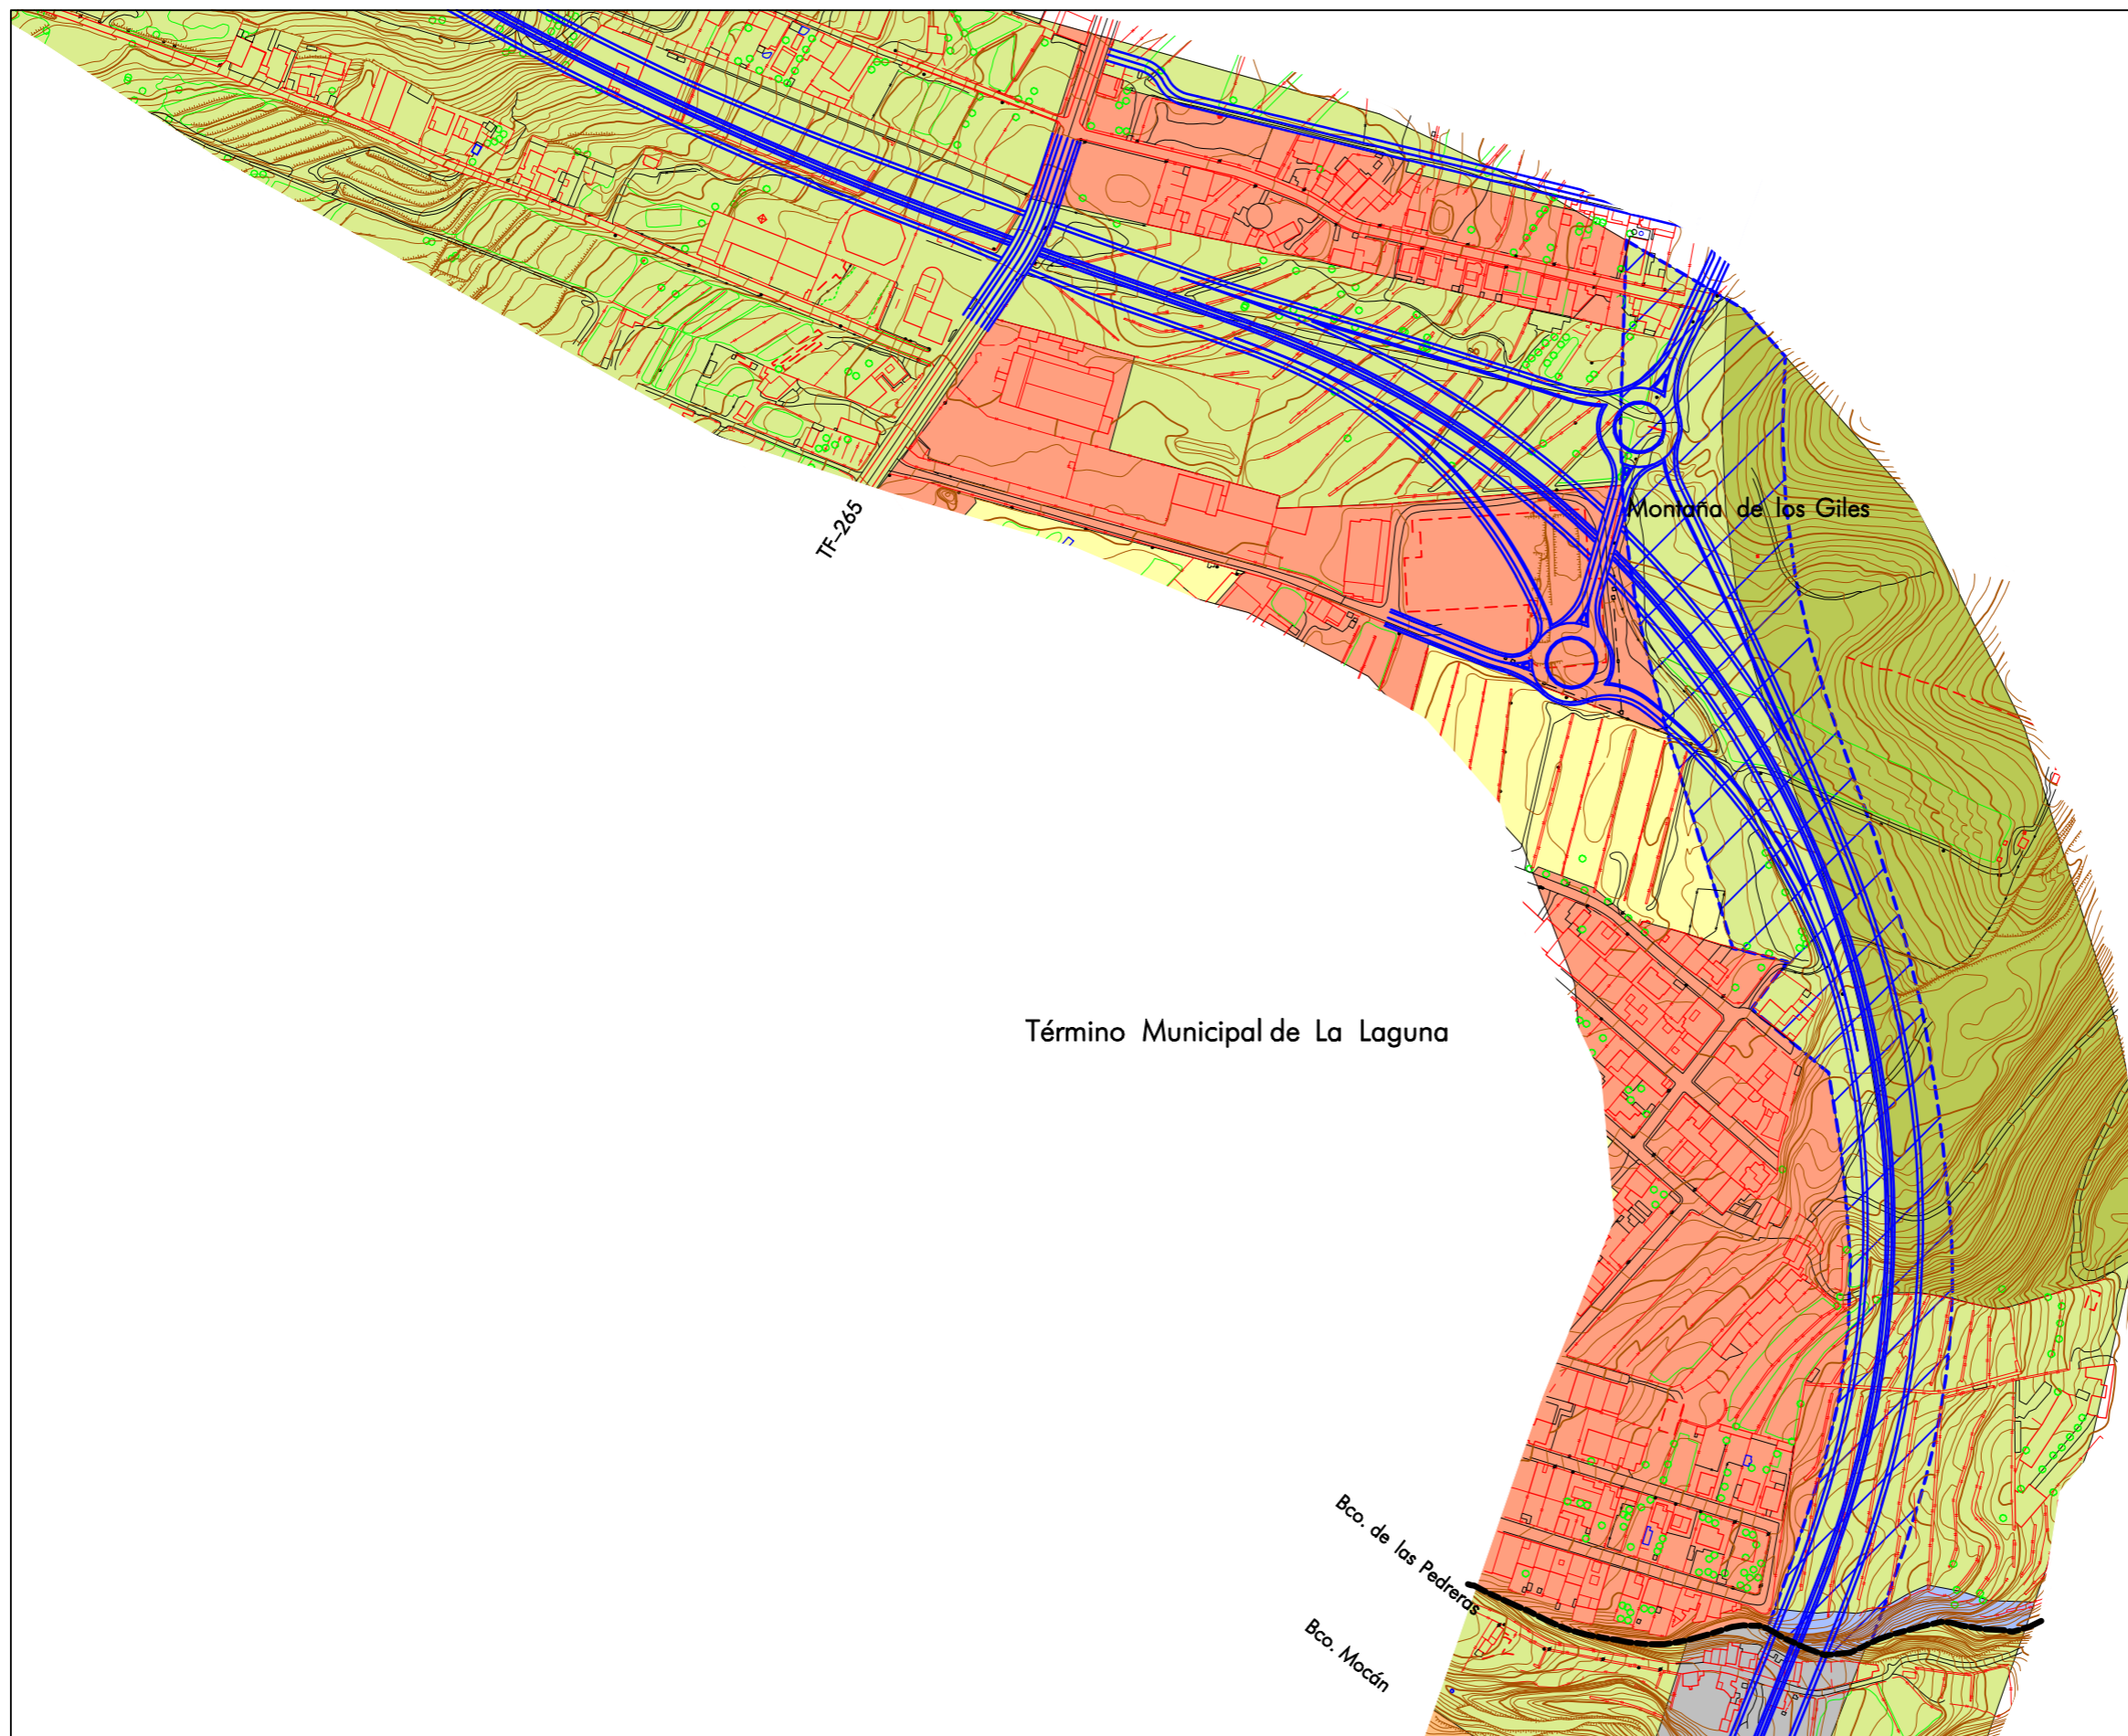 TF-265
Montaña de los Giles
Término Municipal de La Laguna
Bco. de las Pedreras
Bco. Mocán